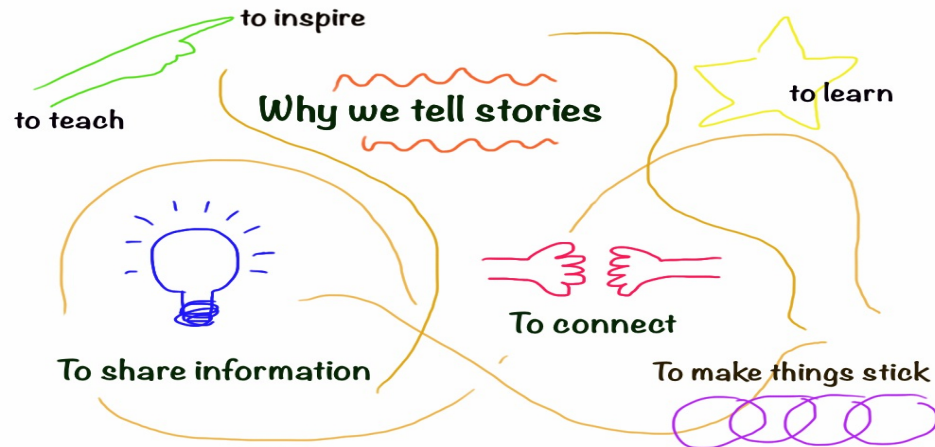 to inspire
to teach
Why we tell stories
to learn
To share information
To connect
To make things stick